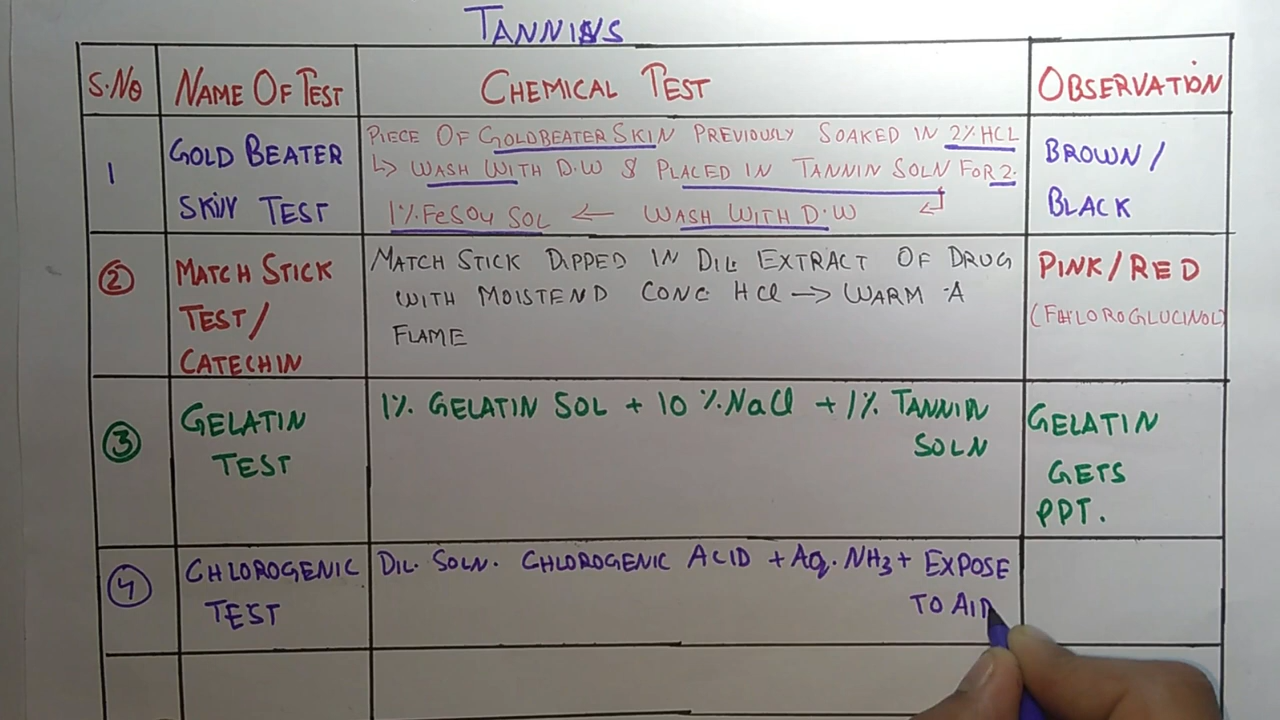 TANNINS
S.NO NAME OF TEST CHEMICAL TEST OBSERVATION
1
GOLD BEATER
SKIN TEST
PIECE OF GOLDBEATER SKIN PREVIOUSLY SOAKED IN 2% HCL
↳ WASH WITH D.W & PLACED IN TANNIN SOLN FOR 2.
1% FeSO4 SOL ← WASH WITH D.W ↲
BROWN /
BLACK
2
MATCH STICK
TEST/
CATECHIN
MATCH STICK DIPPED IN DIL EXTRACT OF DRUG
WITH MOISTEND CONC HCl → WARM A
FLAME
PINK/RED
3
GELATIN
TEST
1% GELATIN SOL + 10 % NaCl + 1% TANNIN
SOLN
GELATIN
GETS
PPT.
4
CHLOROGENIC
TEST
DIL. SOLN. CHLOROGENIC ACID + Aq. NH3 + EXPOSE
TO